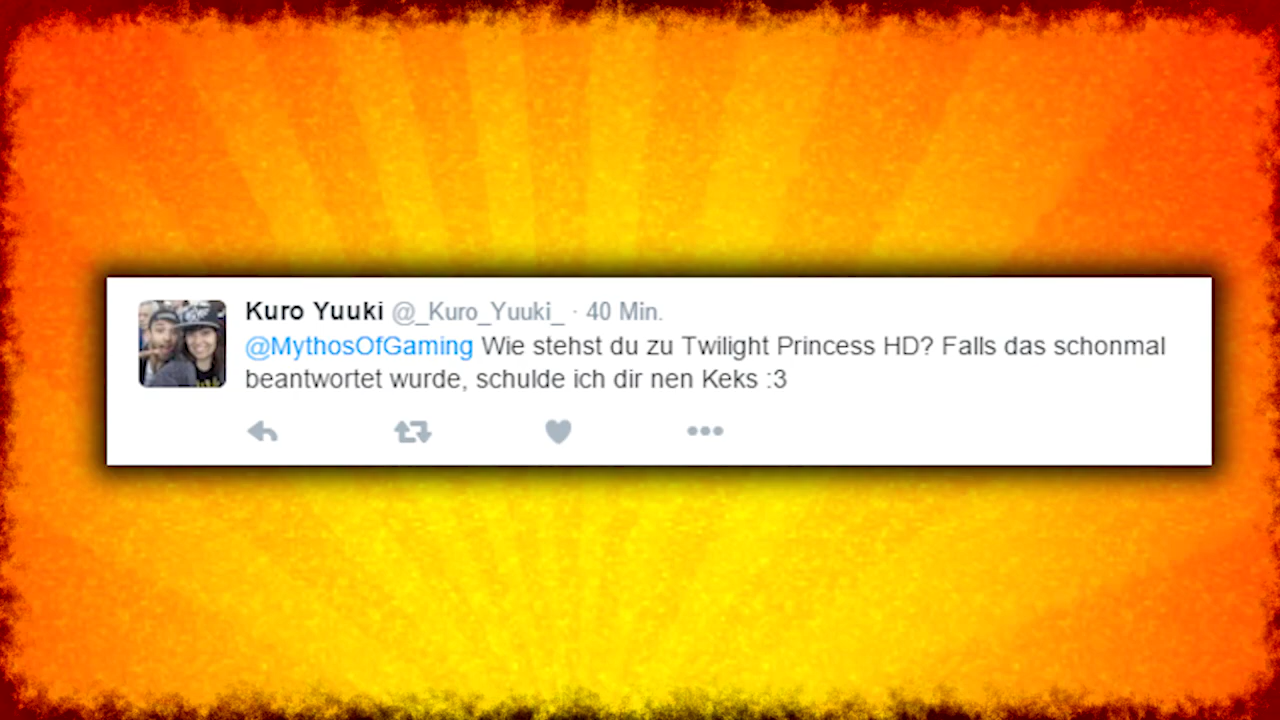 Kuro Yuuki @_Kuro_Yuuki_ · 40 Min.
@MythosOfGaming Wie stehst du zu Twilight Princess HD? Falls das schonmal
beantwortet wurde, schulde ich dir nen Keks :3